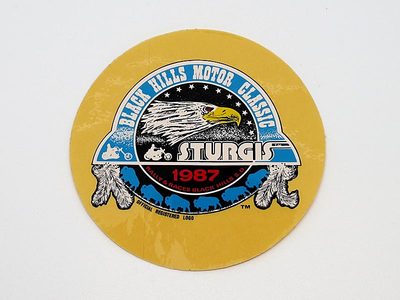 BLACK HILLS MOTOR CLASSIC
STURGIS
1987
RALLY & RACES BLACK HILLS S.D.
TM
OFFICIAL REGISTERED LOGO